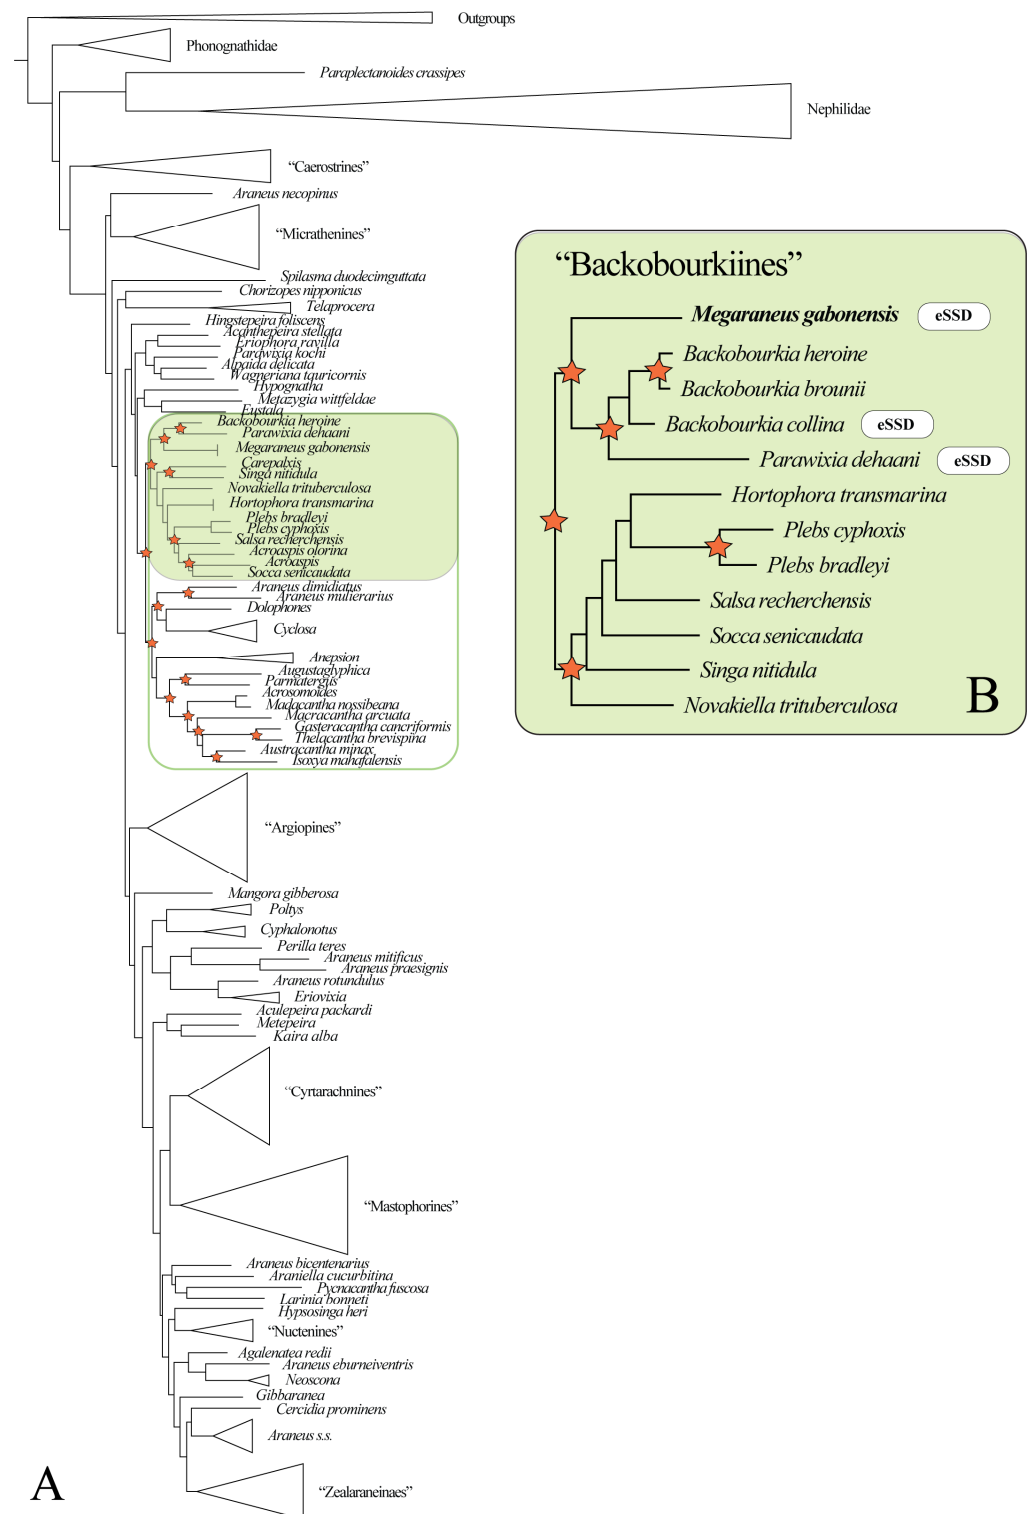 Outgroups
Phonognathidae
Paraplectanoides crassipes
Nephilidae
“Caerostrines”
Araneus necopinus
“Micrathenines”
Spilasma duodecimguttata
Chorizopes nipponicus
Telaprocera
Hingstepeira foliscens
Acanthepeira stellata
Eriophora ravilla
Parawixia kochi
Alpaida delicata
Wagneriana tauricornis
Hypognatha
Metazygia wittfeldae
Eustala
Backobourkia heroine
Parawixia dehaani
Megaraneus gabonensis
Carepalxis
Singa nitidula
Novakiella trituberculosa
Hortophora transmarina
Plebs bradleyi
Plebs cyphoxis
Salsa recherchensis
Acroaspis olorina
Acroaspis
Socca senicaudata
Araneus dimidiatus
Araneus mulierarius
Dolophones
Cyclosa
Anepsion
Augustaglyphica
Parmatergus
Acrosomoides
Madacantha nossibeana
Macracantha arcuata
Gasteracantha cancriformis
Thelacantha brevispina
Austracantha minax
Isoxya mahafalensis
“Argiopines”
Mangora gibberosa
Poltys
Cyphalonotus
Perilla teres
Araneus mitificus
Araneus praesignis
Araneus rotundulus
Eriovixia
Aculepeira packardi
Metepeira
Kaira alba
“Cyrtarachnines”
“Mastophorines”
Araneus bicentenarius
Araniella cucurbitina
Pycnacantha fuscosa
Larinia bonneti
Hypsosinga heri
“Nuctenines”
Agalenatea redii
Araneus eburneiventris
Neoscona
Gibbaranea
Cercidia prominens
Araneus s.s.
“Zealaraneinaes”
A
“Backobourkiines”
Megaraneus gabonensis eSSD
Backobourkia heroine
Backobourkia brounii
Backobourkia collina eSSD
Parawixia dehaani eSSD
Hortophora transmarina
Plebs cyphoxis
Plebs bradleyi
Salsa recherchensis
Socca senicaudata
Singa nitidula
Novakiella trituberculosa
B